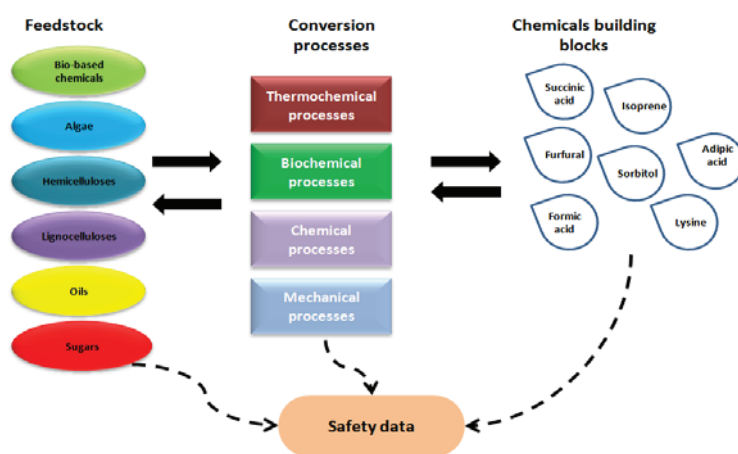 Feedstock
Bio-based
chemicals
Algae
Hemicelluloses
Lignocelluloses
Oils
Sugars
Conversion
processes
Thermochemical
processes
Biochemical
processes
Chemical
processes
Mechanical
processes
Chemicals building
blocks
Succinic
acid
Isoprene
Furfural
Sorbitol
Adipic
acid
Formic
acid
Lysine
Safety data